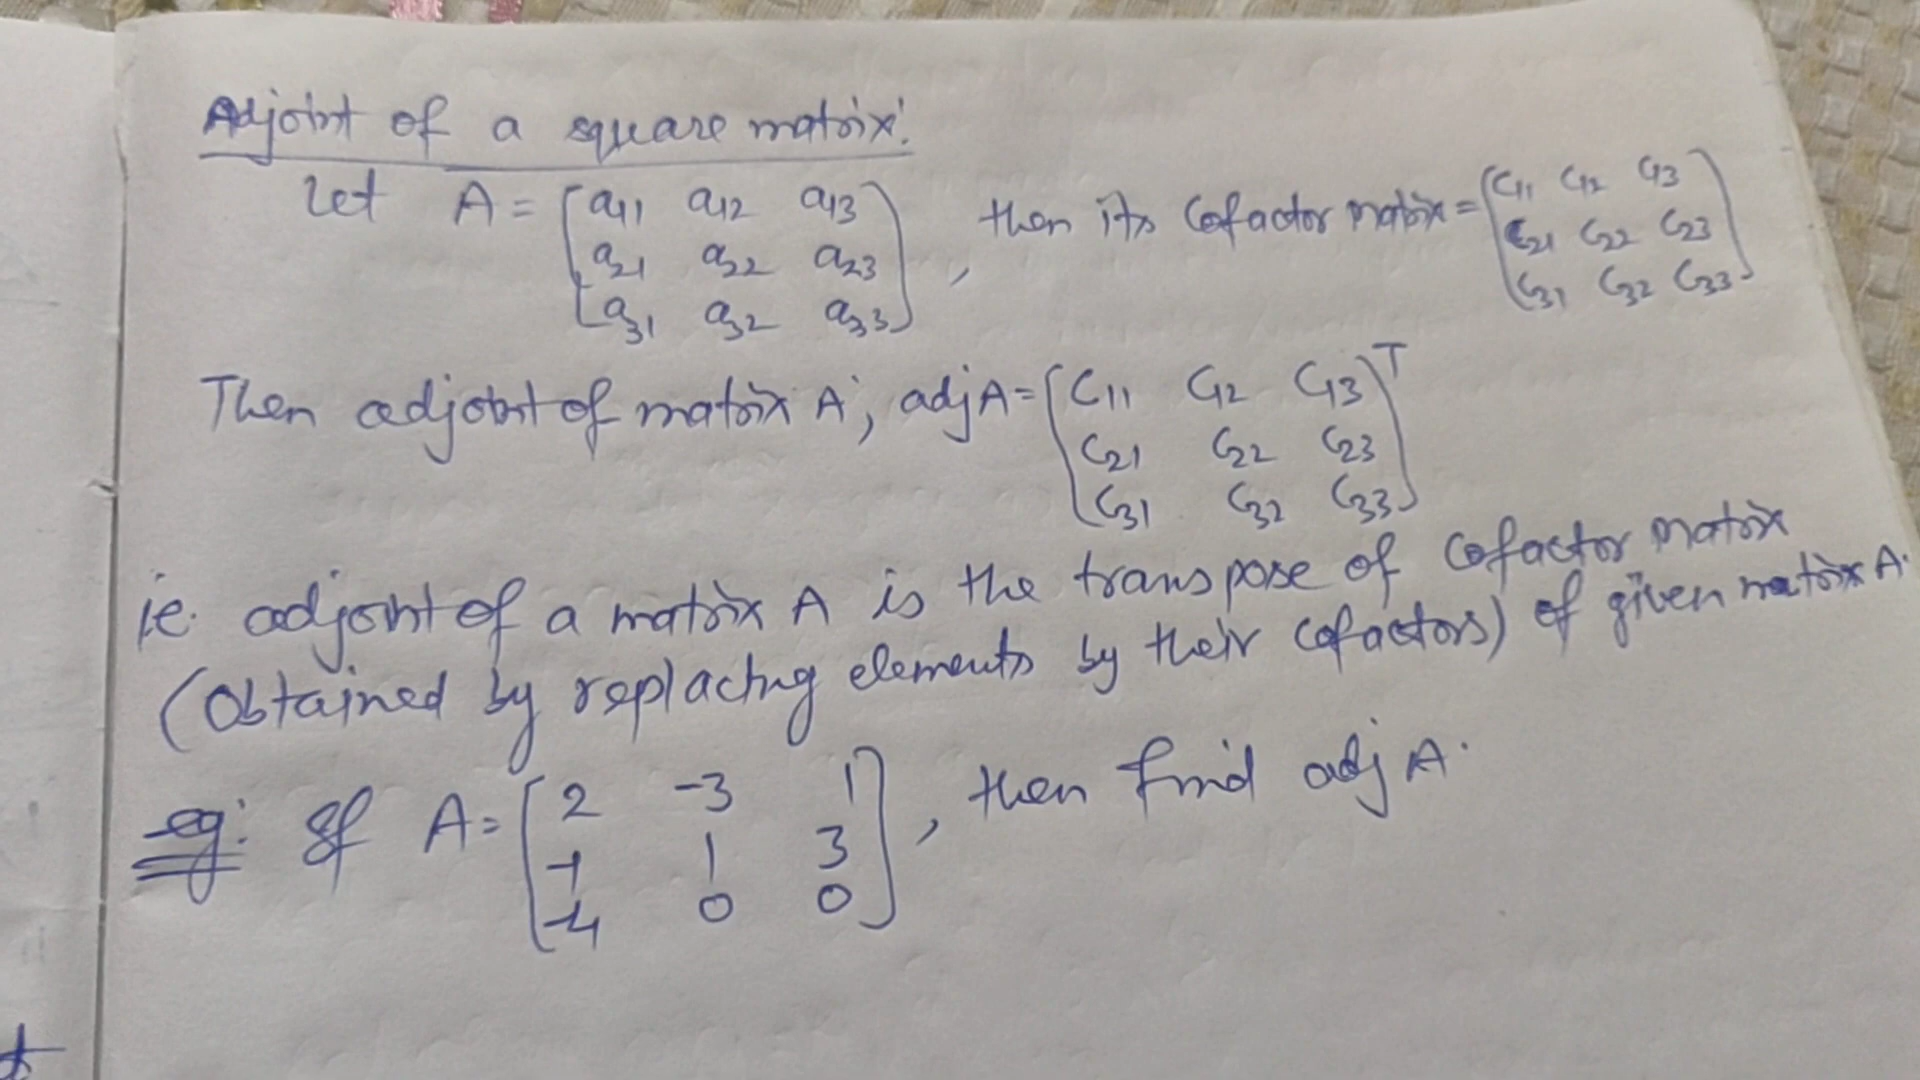 Adjoint of a square matrix:
Let A = [a11 a12 a13
a21 a22 a23
a31 a32 a33] , then its cofactor matrix = [C11 C12 C13
C21 C22 C23
C31 C32 C33]
Then adjoint of matrix A, adj A = [C11 C12 C13
C21 C22 C23
C31 C32 C33]T
i.e. adjoint of a matrix A is the transpose of cofactor matrix
(obtained by replacing elements by their cofactors) of given matrix A.
eg: If A = [2 -3 1
-1 1 3
-4 0 0] , then find adj A.